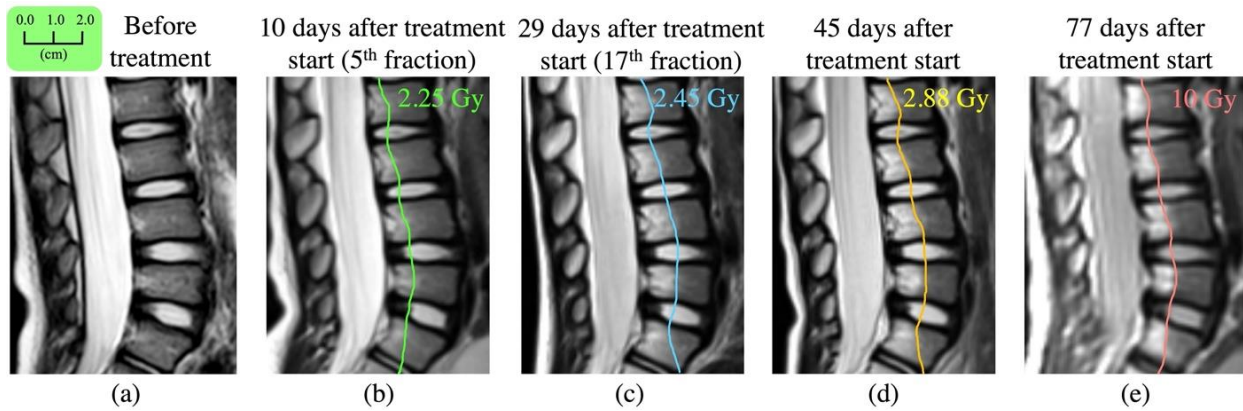 0.0 1.0 2.0
(cm)
Before
treatment
10 days after treatment
start (5th fraction)
29 days after treatment
start (17th fraction)
45 days after
treatment start
77 days after
treatment start
2.25 Gy
2.45 Gy
2.88 Gy
10 Gy
(a)
(b)
(c)
(d)
(e)